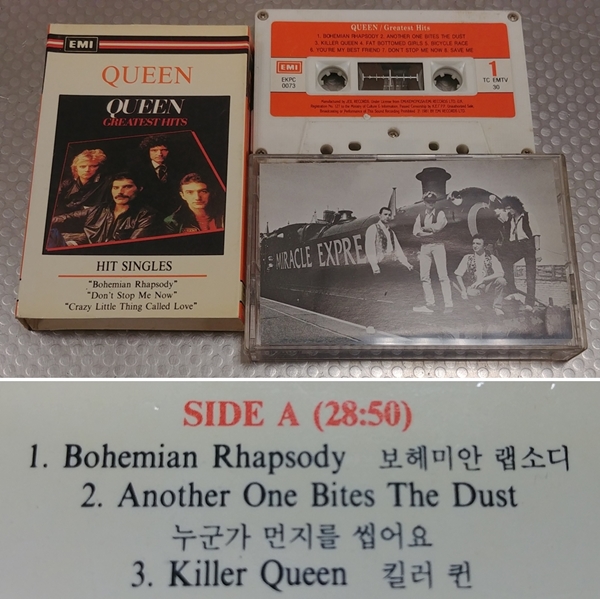 EMI
QUEEN
QUEEN
GREATEST HITS
HIT SINGLES
"Bohemian Rhapsody"
"Don't Stop Me Now"
"Crazy Little Thing Called Love"
QUEEN/Greatest Hits
1. BOHEMIAN RHAPSODY 2. ANOTHER ONE BITES THE DUST
3. KILLER QUEEN 4. FAT BOTTOMED GIRLS 5. BICYCLE RACE
6. YOU'RE MY BEST FRIEND 7. DON'T STOP ME NOW 8. SAVE ME
EMI
EKPC
0073
1
TC EMTV
30
MIRACLE EXPRE
SIDE A (28:50)
1. Bohemian Rhapsody 보헤미안 랩소디
2. Another One Bites The Dust
누군가 먼지를 씹어요
3. Killer Queen 킬러 퀸